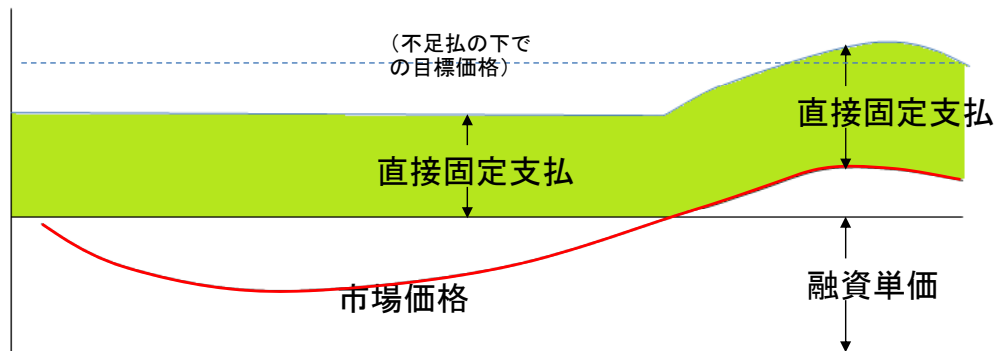 (不足払の下で
の目標価格)
直接固定支払
直接固定支払
市場価格
融資単価